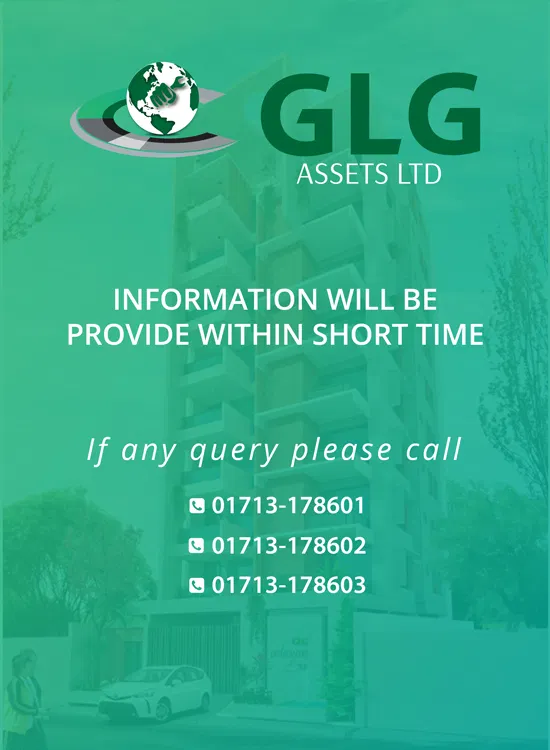 GLG
ASSETS LTD
INFORMATION WILL BE
PROVIDE WITHIN SHORT TIME
If any query please call
01713-178601
01713-178602
01713-178603
GLG